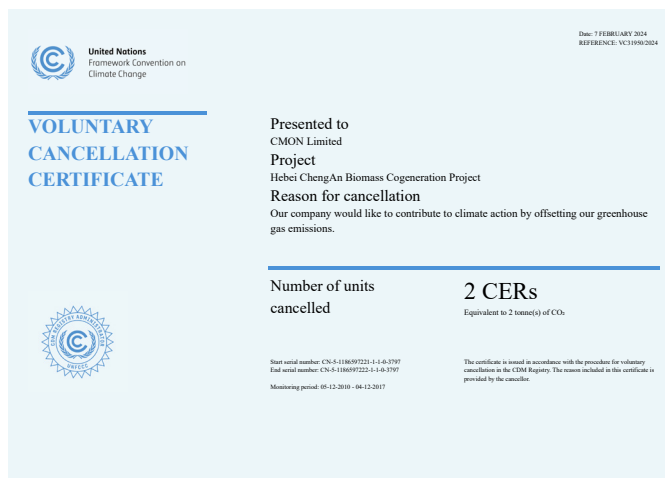 Date: 7 FEBRUARY 2024
REFERENCE: VC31950/2024
United Nations
Framework Convention on
Climate Change
VOLUNTARY
CANCELLATION
CERTIFICATE
Presented to
CMON Limited
Project
Hebei ChengAn Biomass Cogeneration Project
Reason for cancellation
Our company would like to contribute to climate action by offsetting our greenhouse
gas emissions.
Number of units
cancelled
2 CERs
Equivalent to 2 tonne(s) of CO₂
CDM REGISTRY ADMINISTRATOR
UNFCCC
Start serial number: CN-5-1186597221-1-1-0-3797
End serial number: CN-5-1186597222-1-1-0-3797
Monitoring period: 05-12-2010 - 04-12-2017
The certificate is issued in accordance with the procedure for voluntary
cancellation in the CDM Registry. The reason included in this certificate is
provided by the cancellor.